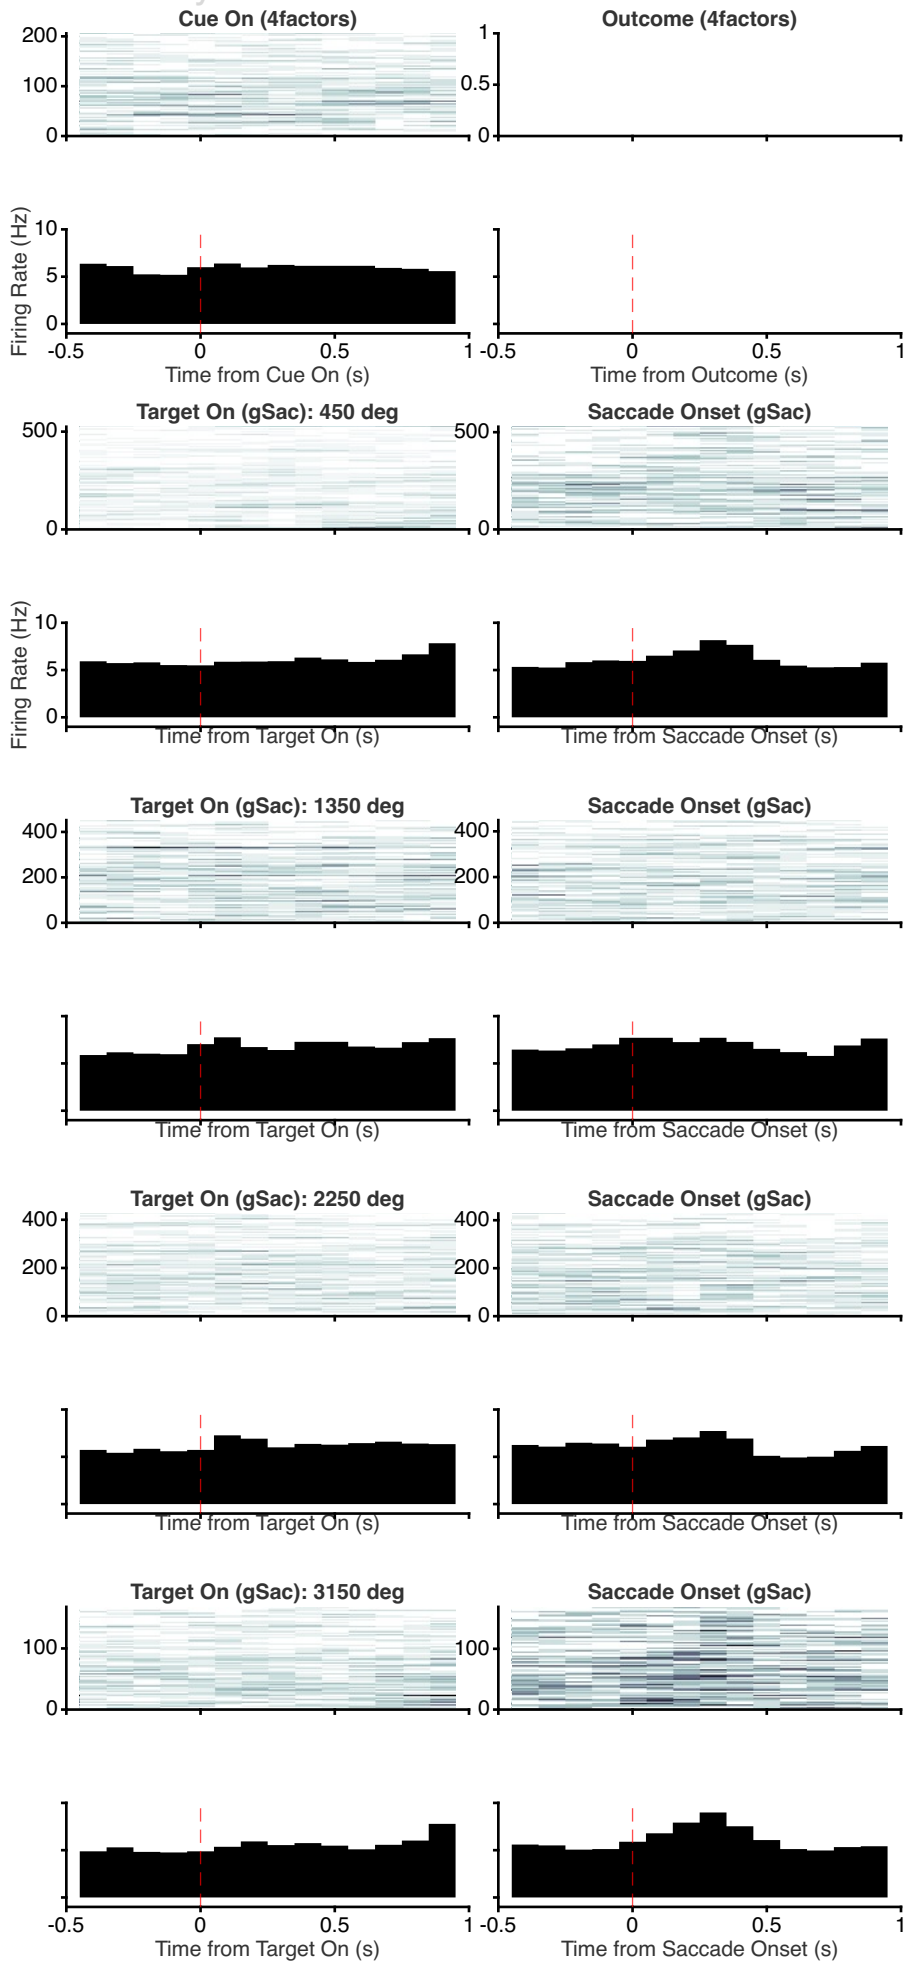 Cue On (4factors) Outcome (4factors)
200 1
100 0.5
0 0
Firing Rate (Hz)
10
5
0
-0.5 0 0.5 1 -0.5 0 0.5 1
Time from Cue On (s) Time from Outcome (s)
Target On (gSac): 450 deg Saccade Onset (gSac)
500 500
0 0
Firing Rate (Hz)
10
5
0
Time from Target On (s) Time from Saccade Onset (s)
Target On (gSac): 1350 deg Saccade Onset (gSac)
400 400
200 200
0 0
Time from Target On (s) Time from Saccade Onset (s)
Target On (gSac): 2250 deg Saccade Onset (gSac)
400 400
200 200
0 0
Time from Target On (s) Time from Saccade Onset (s)
Target On (gSac): 3150 deg Saccade Onset (gSac)
100 100
0 0
-0.5 0 0.5 1 -0.5 0 0.5 1
Time from Target On (s) Time from Saccade Onset (s)